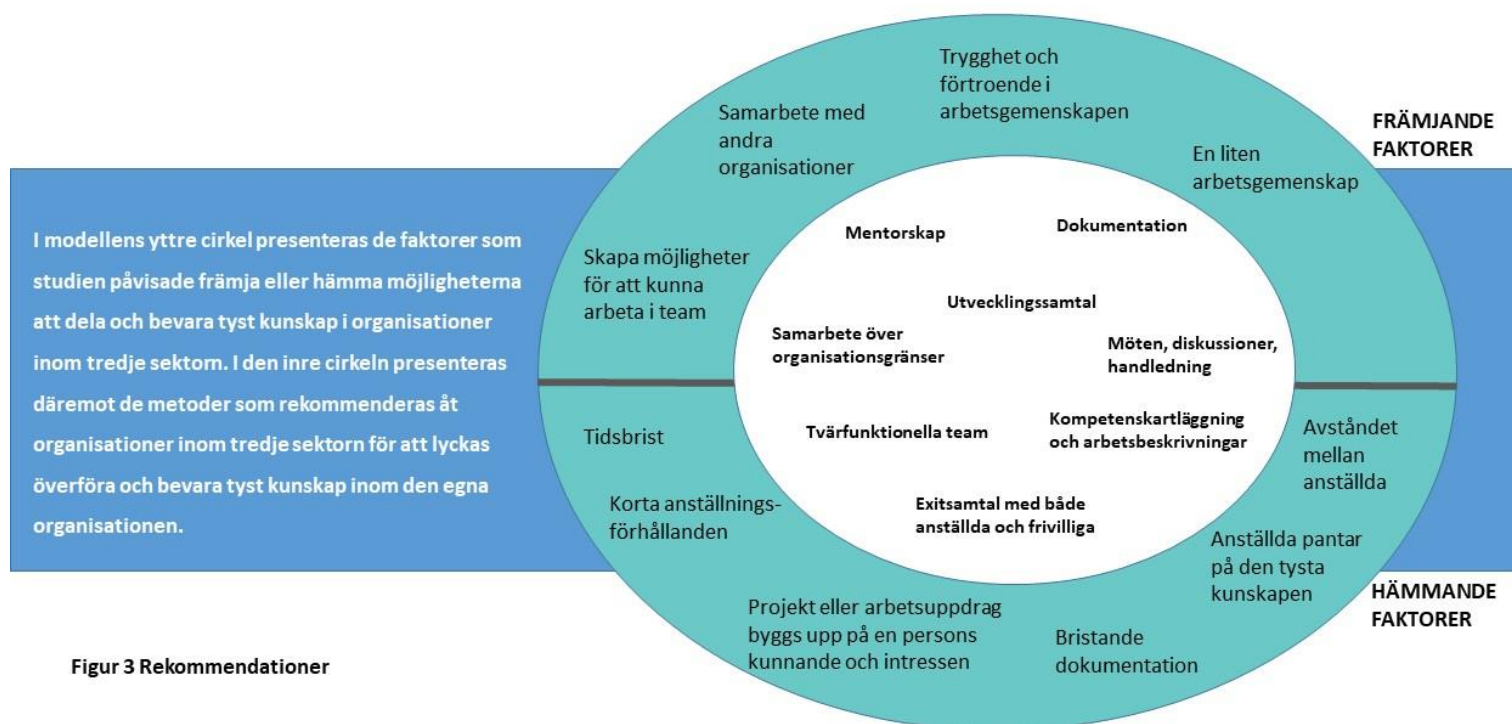 Trygghet och
förtroende i
arbetsgemenskapen
Samarbete med
andra
organisationer
FRÄMJANDE
FAKTORER
En liten
arbetsgemenskap
Skapa möjligheter
för att kunna
arbeta i team
I modellens yttre cirkel presenteras de faktorer som
studien påvisade främja eller hämma möjligheterna
att dela och bevara tyst kunskap i organisationer
inom tredje sektorn. I den inre cirkeln presenteras
däremot de metoder som rekommenderas åt
organisationer inom tredje sektorn för att lyckas
överföra och bevara tyst kunskap inom den egna
organisationen.
Mentorskap
Dokumentation
Utvecklingssamtal
Samarbete över
organisationsgränser
Möten, diskussioner,
handledning
Tvärfunktionella team
Kompetenskartläggning
och arbetsbeskrivningar
Exitsamtal med både
anställda och frivilliga
Tidsbrist
Korta anställnings-
förhållanden
Avståndet
mellan
anställda
Anställda pantar
på den tysta
kunskapen
HÄMMANDE
FAKTORER
Projekt eller arbetsuppdrag
byggs upp på en persons
kunnande och intressen
Bristande
dokumentation
Figur 3 Rekommendationer